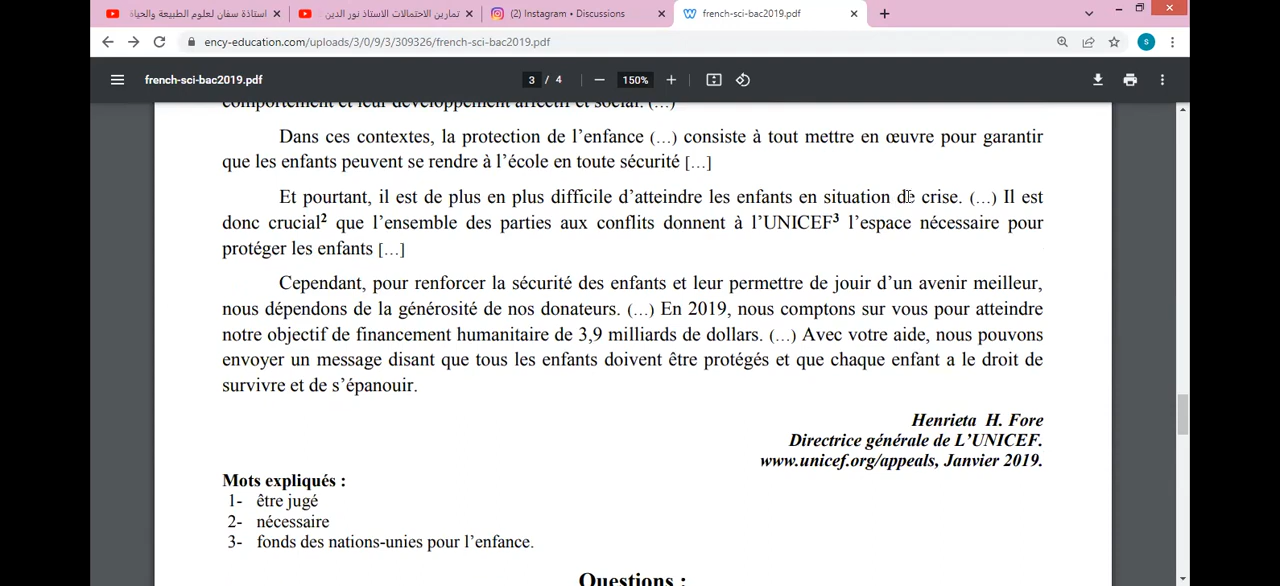 استاذة سفان لعلوم الطبيعة والحياة
تمارين الاحتمالات الاستاذ نور الدين
(2) Instagram • Discussions
french-sci-bac2019.pdf
ency-education.com/uploads/3/0/9/3/309326/french-sci-bac2019.pdf
s
french-sci-bac2019.pdf
3 / 4
150%
comportement et leur développement affectif et social. (…)
Dans ces contextes, la protection de l’enfance (…) consiste à tout mettre en œuvre pour garantir
que les enfants peuvent se rendre à l’école en toute sécurité […]
Et pourtant, il est de plus en plus difficile d’atteindre les enfants en situation de crise. (…) Il est
donc crucial² que l’ensemble des parties aux conflits donnent à l’UNICEF³ l’espace nécessaire pour
protéger les enfants […]
Cependant, pour renforcer la sécurité des enfants et leur permettre de jouir d’un avenir meilleur,
nous dépendons de la générosité de nos donateurs. (…) En 2019, nous comptons sur vous pour atteindre
notre objectif de financement humanitaire de 3,9 milliards de dollars. (…) Avec votre aide, nous pouvons
envoyer un message disant que tous les enfants doivent être protégés et que chaque enfant a le droit de
survivre et de s’épanouir.
Henrieta H. Fore
Directrice générale de L’UNICEF.
www.unicef.org/appeals, Janvier 2019.
Mots expliqués :
1- être jugé
2- nécessaire
3- fonds des nations-unies pour l’enfance.
Questions :